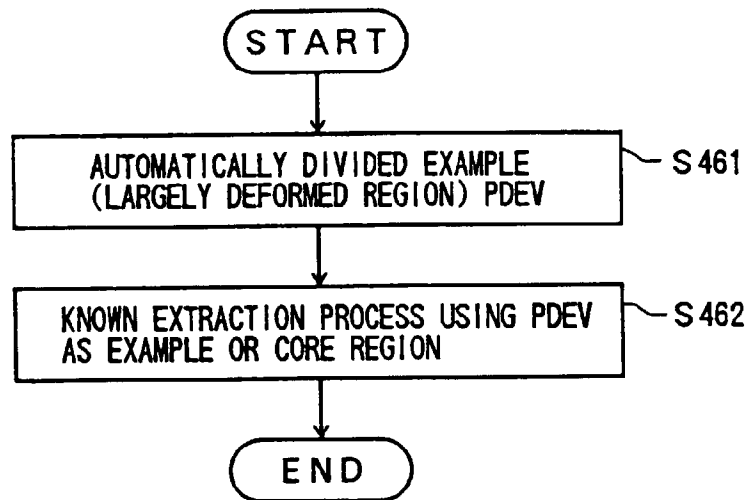 START
AUTOMATICALLY DIVIDED EXAMPLE
(LARGELY DEFORMED REGION) PDEV
S461
KNOWN EXTRACTION PROCESS USING PDEV
AS EXAMPLE OR CORE REGION
S462
END